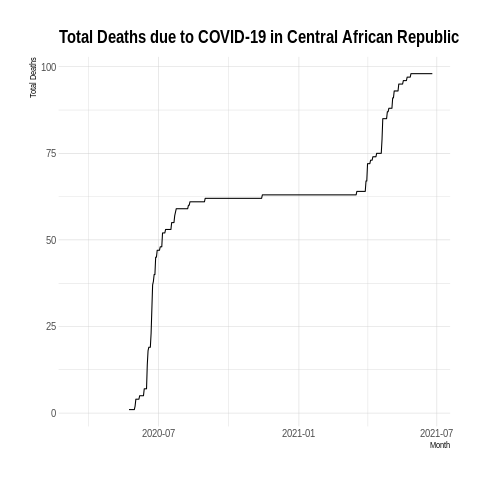 Total Deaths due to COVID-19 in Central African Republic
Total Deaths
100
75
50
25
0
2020-07
2021-01
2021-07
Month